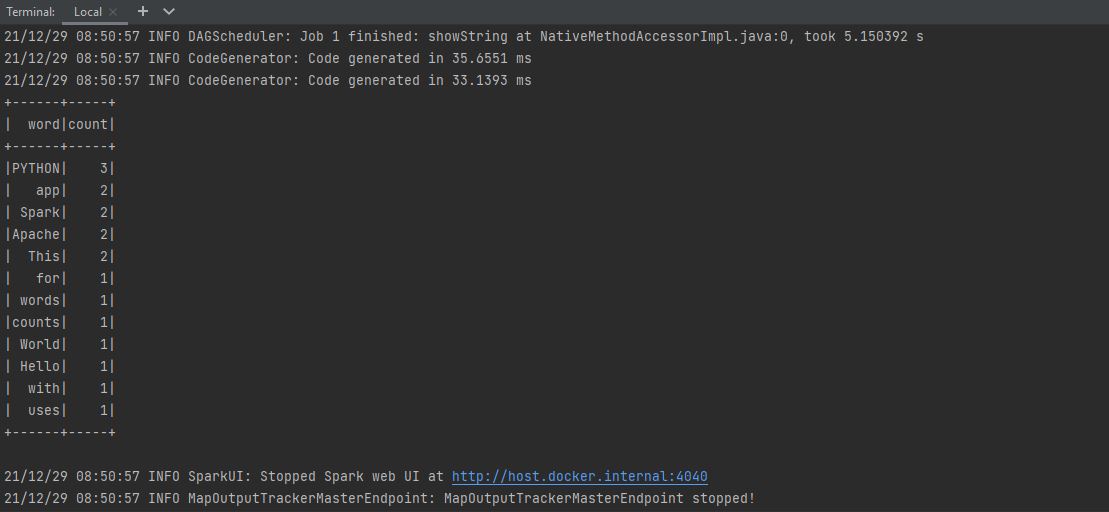 Terminal: Local × + ⌄
21/12/29 08:50:57 INFO DAGScheduler: Job 1 finished: showString at NativeMethodAccessorImpl.java:0, took 5.150392 s
21/12/29 08:50:57 INFO CodeGenerator: Code generated in 35.6551 ms
21/12/29 08:50:57 INFO CodeGenerator: Code generated in 33.1393 ms
+------+-----+
|  word|count|
+------+-----+
|PYTHON|    3|
|   app|    2|
| Spark|    2|
|Apache|    2|
|  This|    2|
|   for|    1|
| words|    1|
|counts|    1|
| World|    1|
| Hello|    1|
|  with|    1|
|  uses|    1|
+------+-----+
21/12/29 08:50:57 INFO SparkUI: Stopped Spark web UI at http://host.docker.internal:4040
21/12/29 08:50:57 INFO MapOutputTrackerMasterEndpoint: MapOutputTrackerMasterEndpoint stopped!